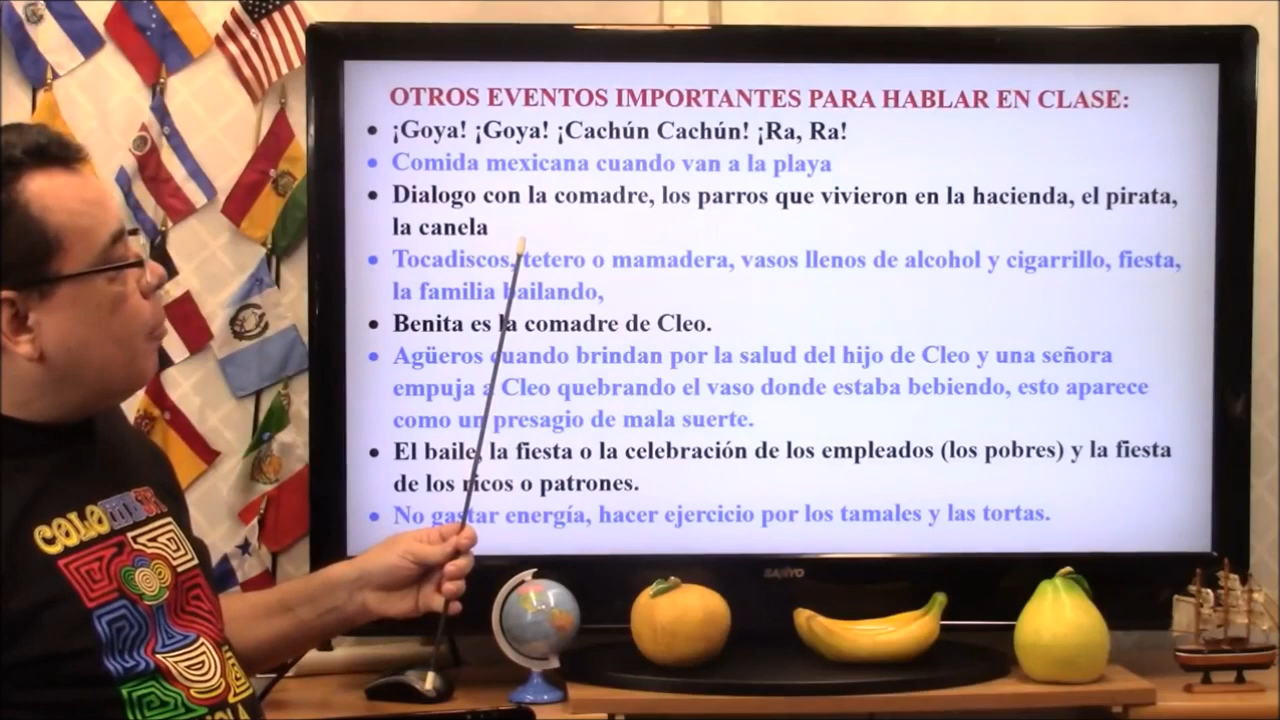 OTROS EVENTOS IMPORTANTES PARA HABLAR EN CLASE:
• ¡Goya! ¡Goya! ¡Cachún Cachún! ¡Ra, Ra!
• Comida mexicana cuando van a la playa
• Dialogo con la comadre, los parros que vivieron en la hacienda, el pirata,
la canela
• Tocadiscos, tetero o mamadera, vasos llenos de alcohol y cigarrillo, fiesta,
la familia bailando,
• Benita es la comadre de Cleo.
• Agüeros cuando brindan por la salud del hijo de Cleo y una señora
empuja a Cleo quebrando el vaso donde estaba bebiendo, esto aparece
como un presagio de mala suerte.
• El baile, la fiesta o la celebración de los empleados (los pobres) y la fiesta
de los ricos o patrones.
• No gastar energía, hacer ejercicio por los tamales y las tortas.
SANYO